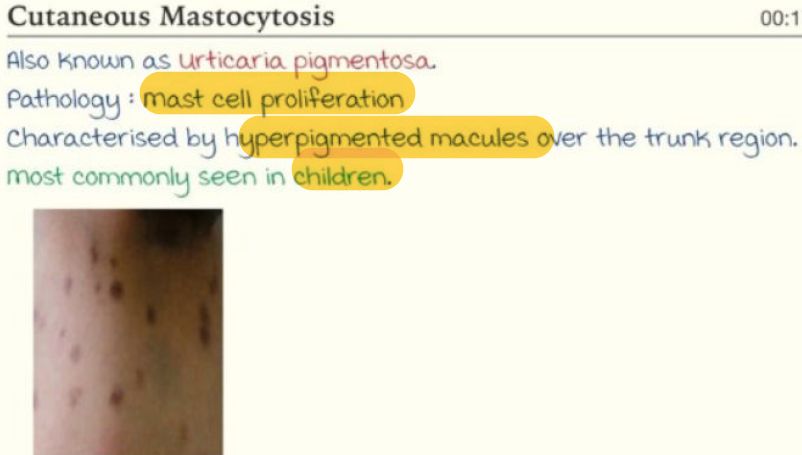 Cutaneous Mastocytosis 00:1
Also known as urticaria pigmentosa.
Pathology : mast cell proliferation
Characterised by hyperpigmented macules over the trunk region.
most commonly seen in children.